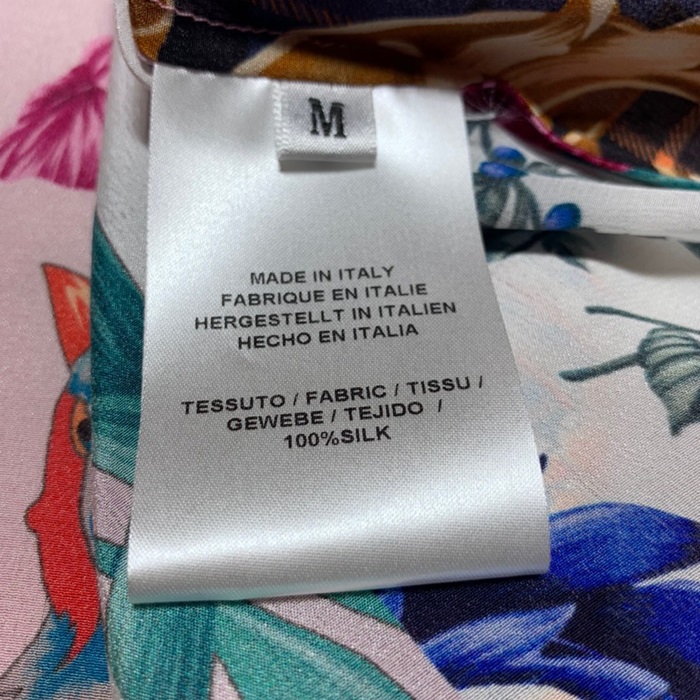 M
MADE IN ITALY
FABRIQUE EN ITALIE
HERGESTELLT IN ITALIEN
HECHO EN ITALIA
TESSUTO / FABRIC / TISSU /
GEWEBE / TEJIDO /
100%SILK